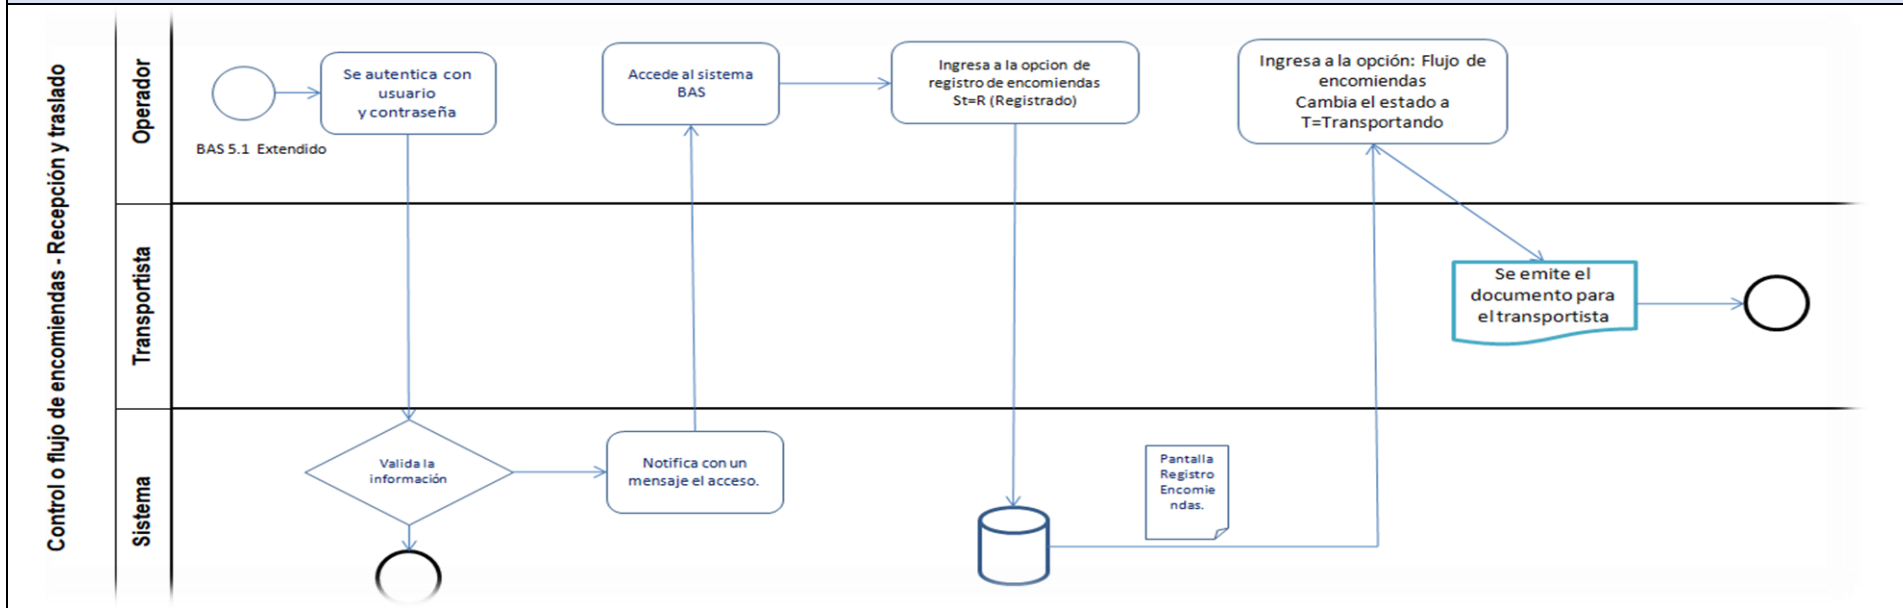 Control o flujo de encomiendas - Recepción y traslado
Operador
Se autentica con
usuario
y contraseña
BAS 5.1 Extendido
Accede al sistema
BAS
Ingresa a la opcion de
registro de encomiendas
St=R (Registrado)
Ingresa a la opción: Flujo de
encomiendas
Cambia el estado a
T=Transportando
Transportista
Se emite el
documento para
el transportista
Sistema
Valida la
información
Notifica con un
mensaje el acceso.
Pantalla
Registro
Encomie
ndas.